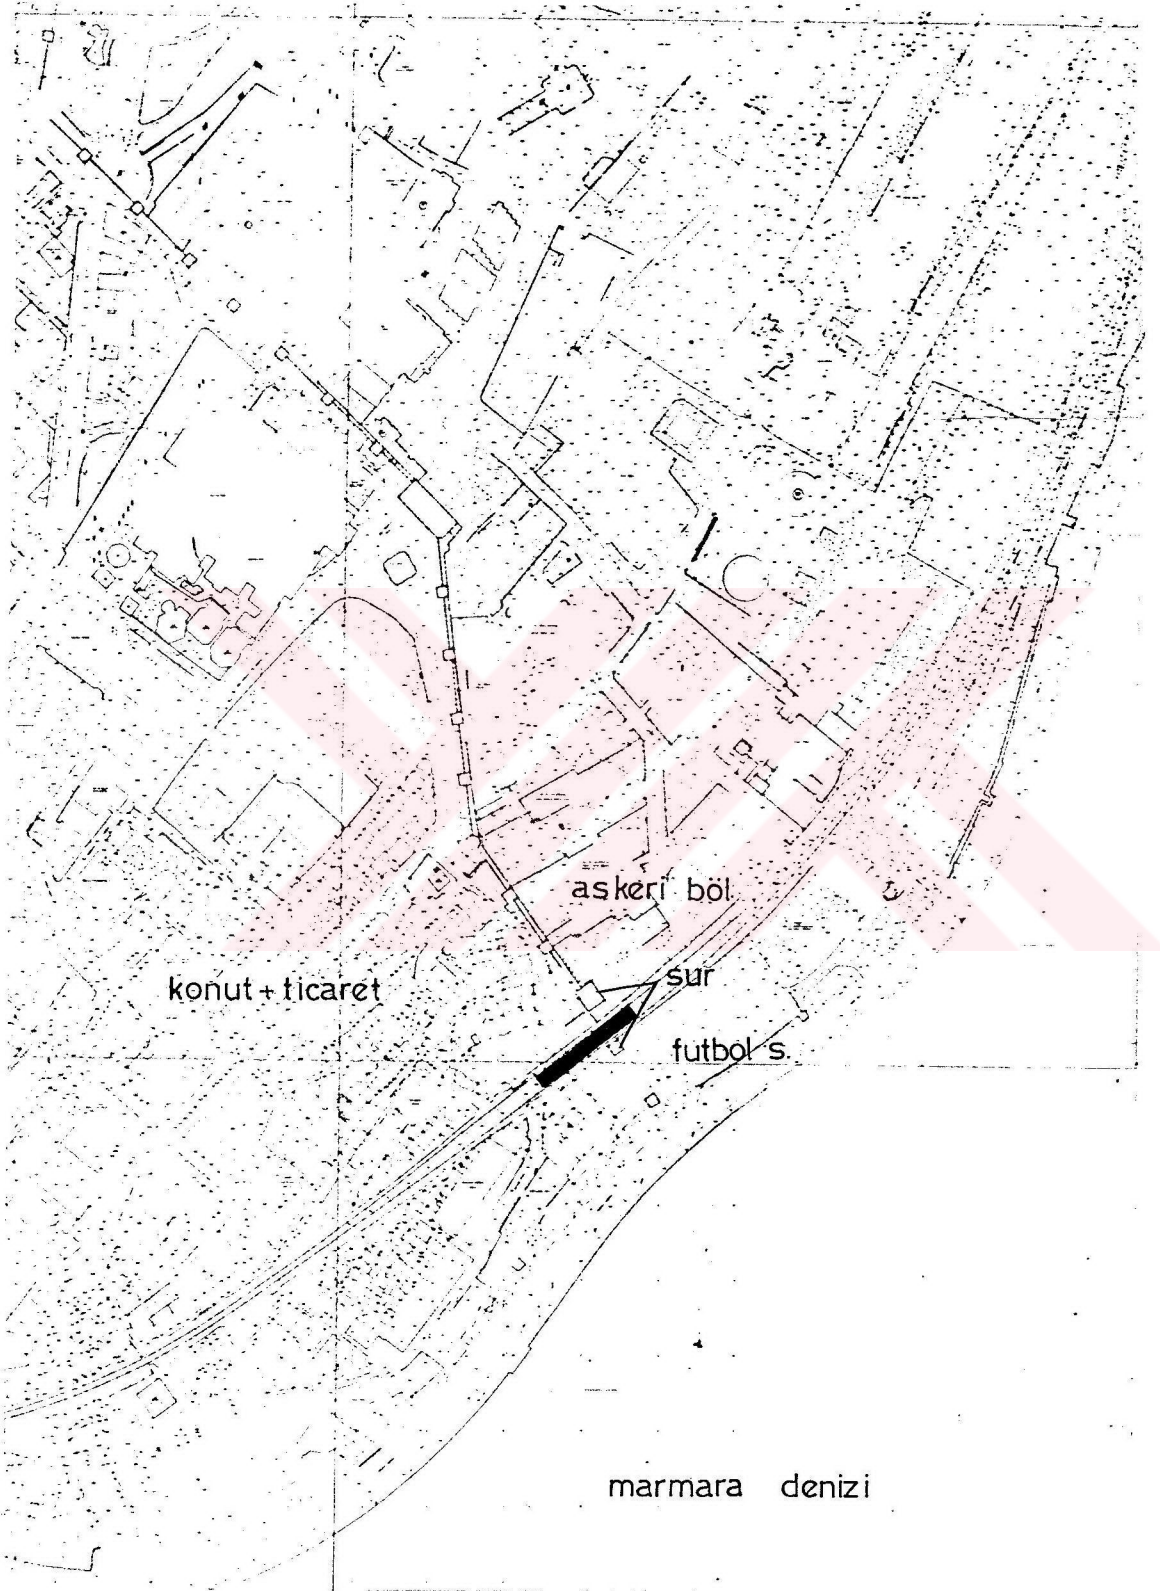 askeri böl.
konut+ticaret
sur
futbol s.
marmara denizi